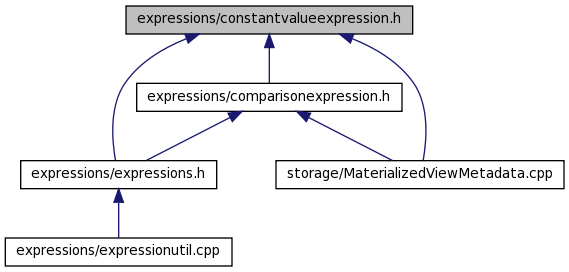 expressions/constantvalueexpression.h
expressions/comparisonexpression.h
expressions/expressions.h
storage/MaterializedViewMetadata.cpp
expressions/expressionutil.cpp